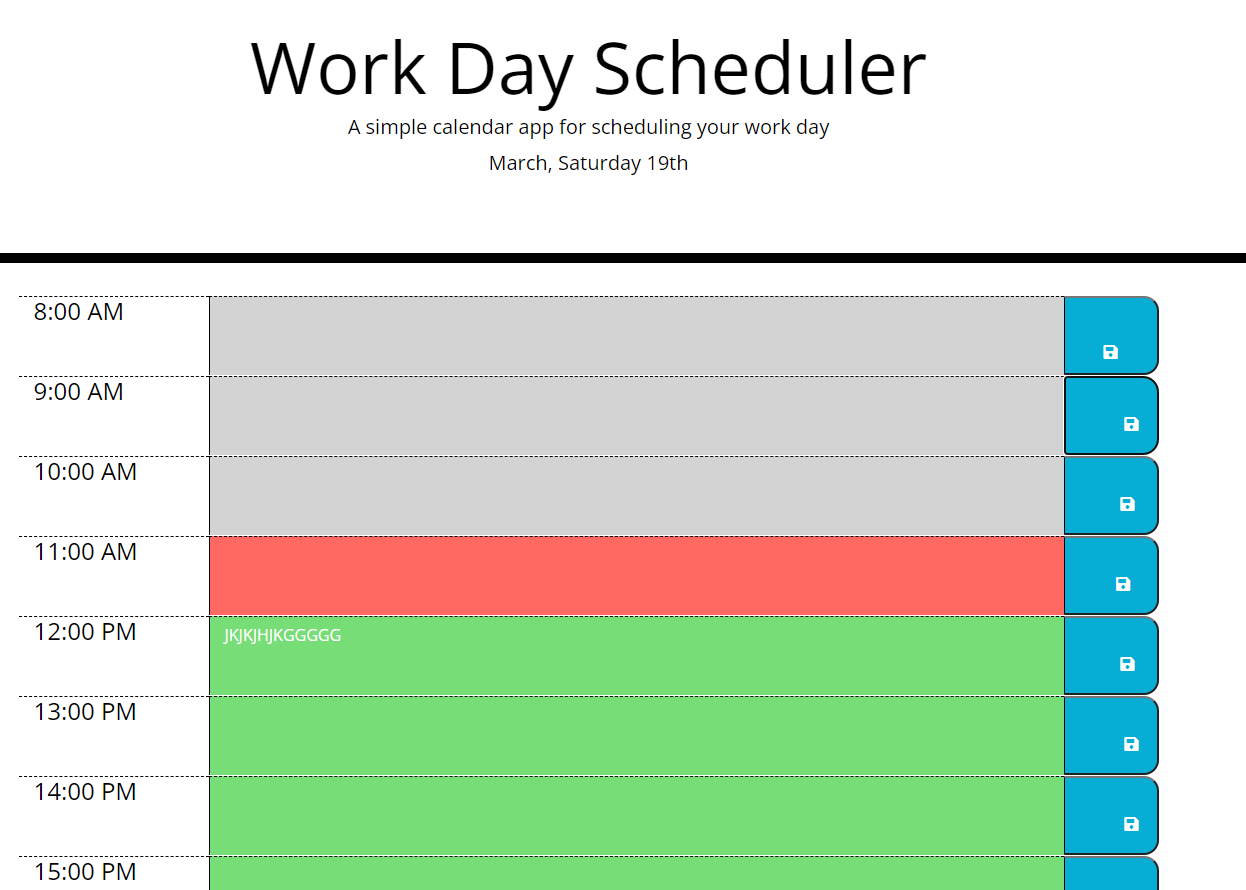 Work Day Scheduler
A simple calendar app for scheduling your work day
March, Saturday 19th
8:00 AM
9:00 AM
10:00 AM
11:00 AM
12:00 PM
JKJKJHJKGGGGG
13:00 PM
14:00 PM
15:00 PM